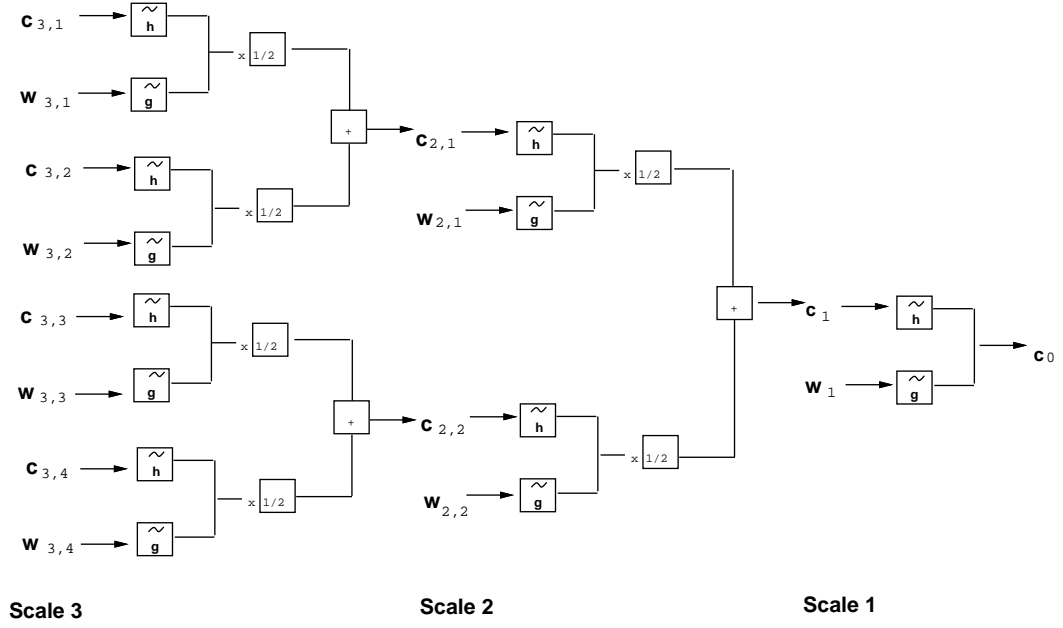 c 3,1
~ h
x 1/2
w 3,1
~ g
+
c 2,1
~ h
x 1/2
c 3,2
~ h
x 1/2
w 2,1
~ g
w 3,2
~ g
+
c 1
~ h
c 0
c 3,3
~ h
x 1/2
w 1
~ g
w 3,3
~ g
+
c 2,2
~ h
x 1/2
c 3,4
~ h
x 1/2
w 2,2
~ g
w 3,4
~ g
Scale 3
Scale 2
Scale 1